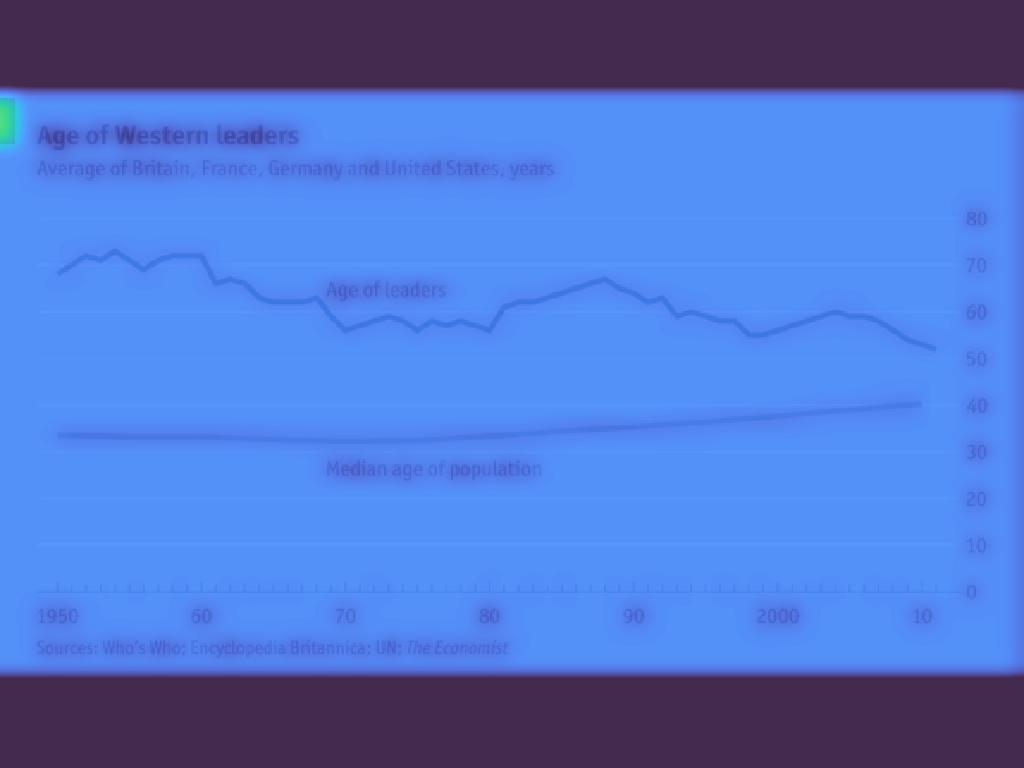 Age of Western leaders
Average of Britain, France, Germany and United States, years
80
70
Age of leaders
60
50
40
30
Median age of population
20
10
0
1950 60 70 80 90 2000 10
Sources: Who's Who; Encyclopedia Britannica; UN; The Economist